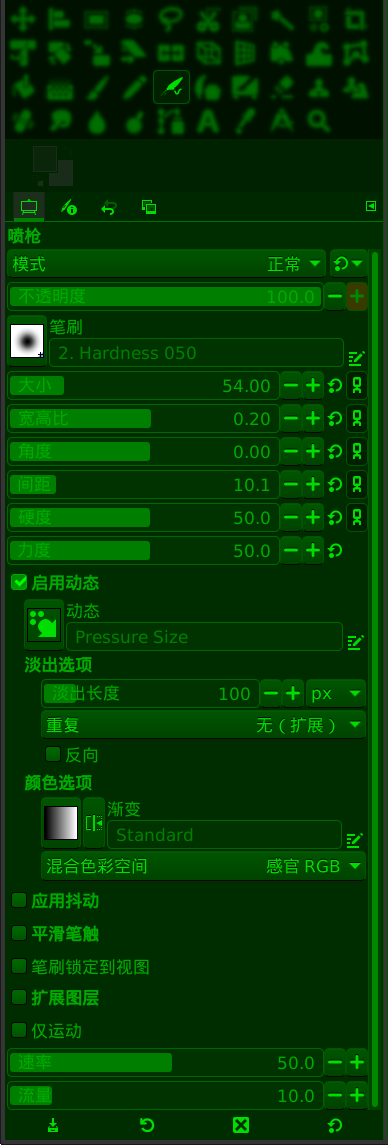 喷枪
模式 正常
不透明度 100.0
笔刷
2. Hardness 050
大小 54.00
宽高比 0.20
角度 0.00
间距 10.1
硬度 50.0
力度 50.0
启用动态
动态
Pressure Size
淡出选项
淡出长度 100 px
重复 无（扩展）
反向
颜色选项
渐变
Standard
混合色彩空间 感官 RGB
应用抖动
平滑笔触
笔刷锁定到视图
扩展图层
仅运动
速率 50.0
流量 10.0